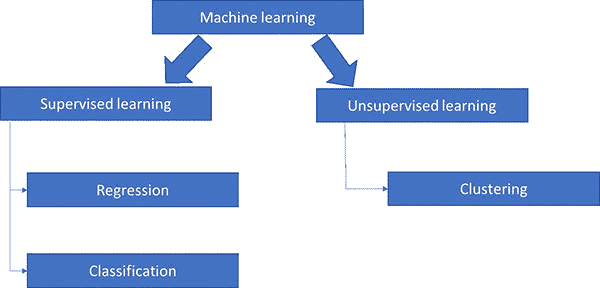 Machine learning
Supervised learning
Unsupervised learning
Regression
Clustering
Classification